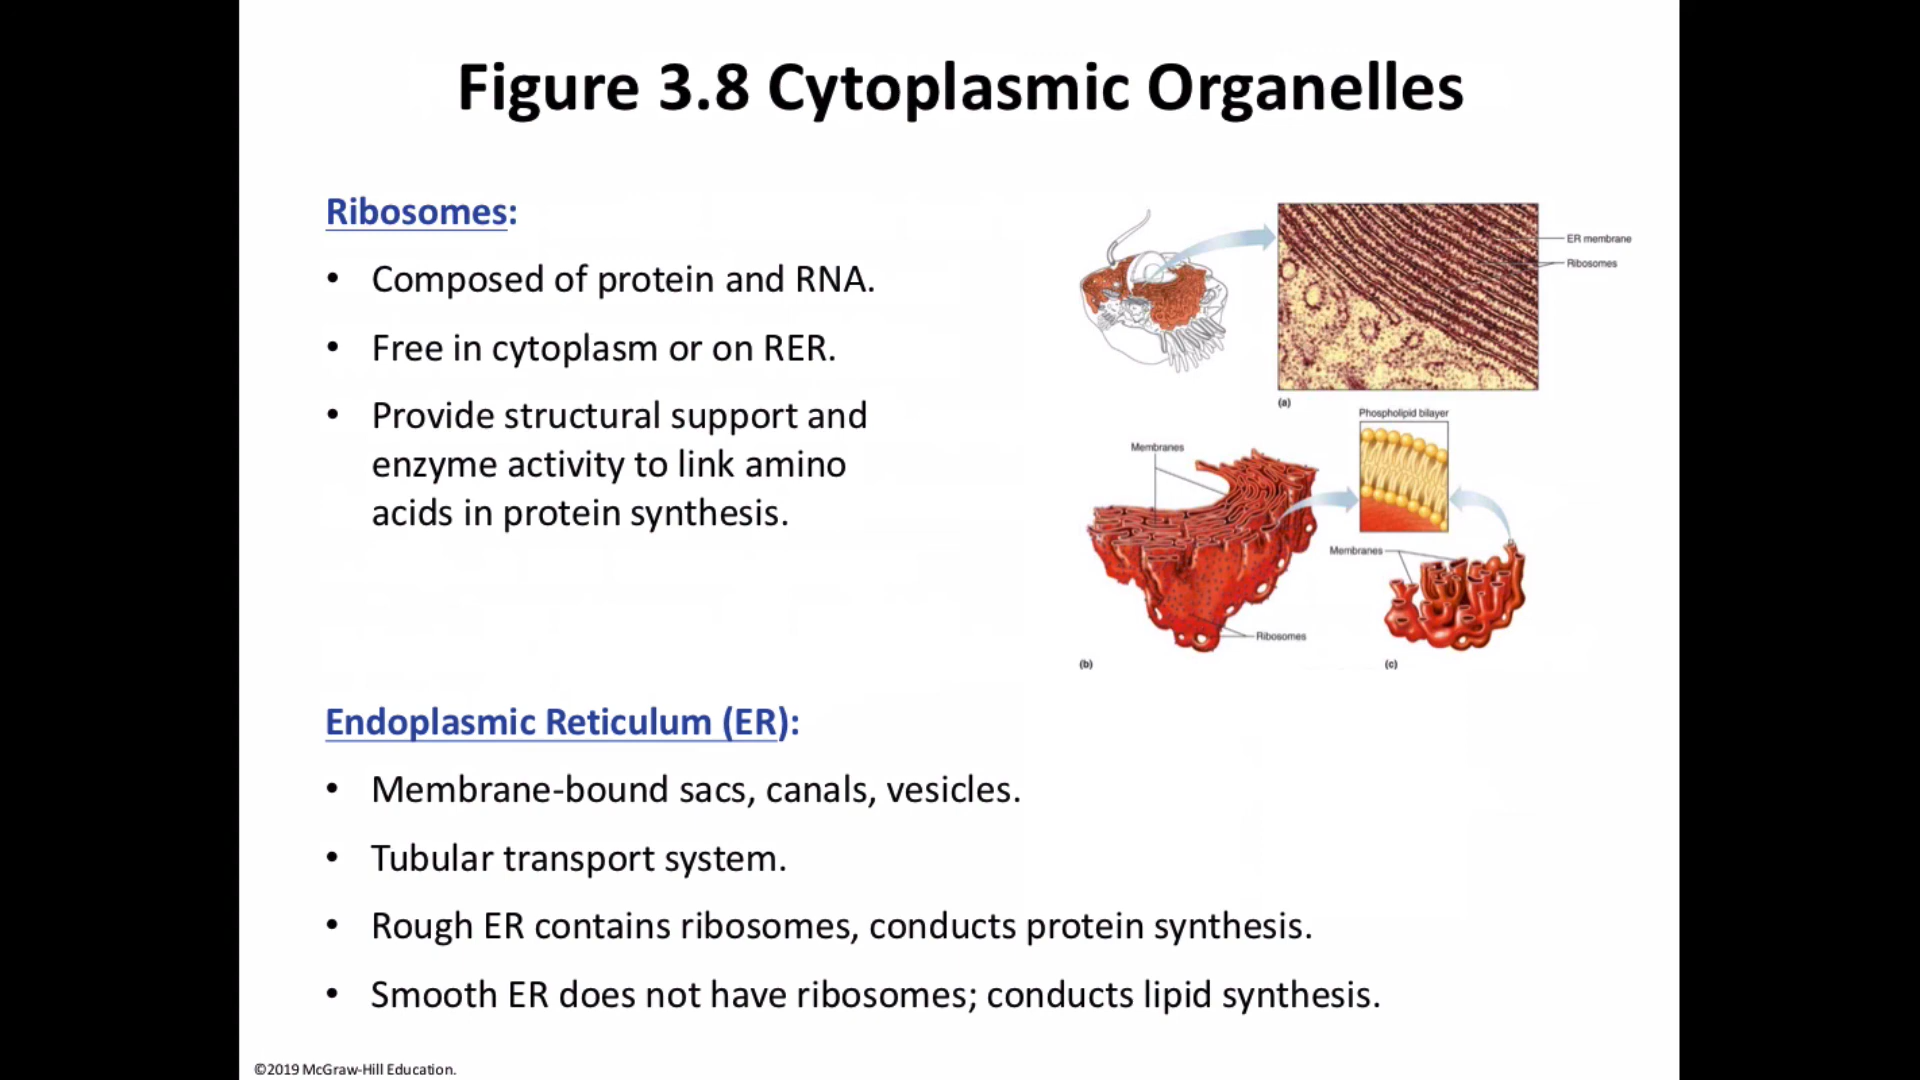 Figure 3.8 Cytoplasmic Organelles
Ribosomes:
• Composed of protein and RNA.
• Free in cytoplasm or on RER.
• Provide structural support and
enzyme activity to link amino
acids in protein synthesis.
ER membrane
Ribosomes
(a)
Phospholipid bilayer
Membranes
Membranes
Ribosomes
(b)
(c)
Endoplasmic Reticulum (ER):
• Membrane-bound sacs, canals, vesicles.
• Tubular transport system.
• Rough ER contains ribosomes, conducts protein synthesis.
• Smooth ER does not have ribosomes; conducts lipid synthesis.
©2019 McGraw-Hill Education.